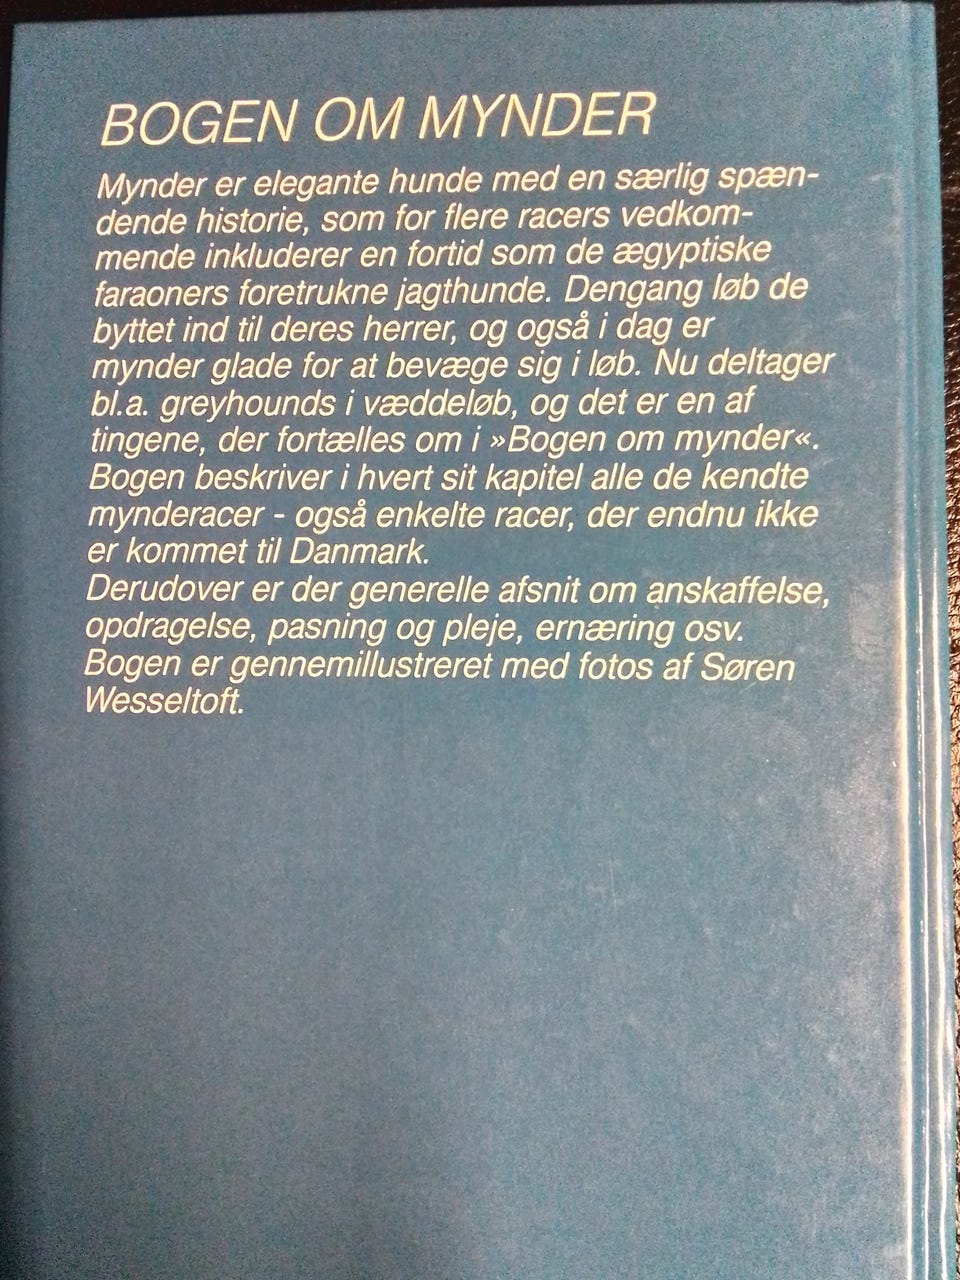 BOGEN OM MYNDER
Mynder er elegante hunde med en særlig spæn-
dende historie, som for flere racers vedkom-
mende inkluderer en fortid som de ægyptiske
faraoners foretrukne jagthunde. Dengang løb de
byttet ind til deres herrer, og også i dag er
mynder glade for at bevæge sig i løb. Nu deltager
bl.a. greyhounds i væddeløb, og det er en af
tingene, der fortælles om i »Bogen om mynder«.
Bogen beskriver i hvert sit kapitel alle de kendte
mynderacer - også enkelte racer, der endnu ikke
er kommet til Danmark.
Derudover er der generelle afsnit om anskaffelse,
opdragelse, pasning og pleje, ernæring osv.
Bogen er gennemillustreret med fotos af Søren
Wesseltoft.